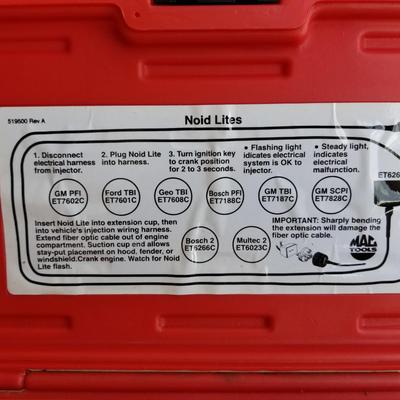 519500 Rev A
Noid Lites
1. Disconnect
electrical harness
from injector.
2. Plug Noid Lite
into harness.
3. Turn ignition key
to crank position
for 2 to 3 seconds.
• Flashing light
indicates electrical
system is OK to
injector.
• Steady light,
indicates
electrical
malfunction.
ET626
GM PFI
ET7602C
Ford TBI
ET7601C
Geo TBI
ET7608C
Bosch PFI
ET7188C
GM TBI
ET7187C
GM SCPI
ET7828C
Insert Noid Lite into extension cup, then
into vehicle's injection wiring harness.
Extend fiber optic cable out of engine
compartment. Suction cup end allows
stay-put placement on hood, fender, or
windshield.Crank engine. Watch for Noid
Lite flash.
Bosch 2
ET6266C
Multec 2
ET6023C
IMPORTANT: Sharply bending
the extension will damage the
fiber optic cable.
MAC
TOOLS